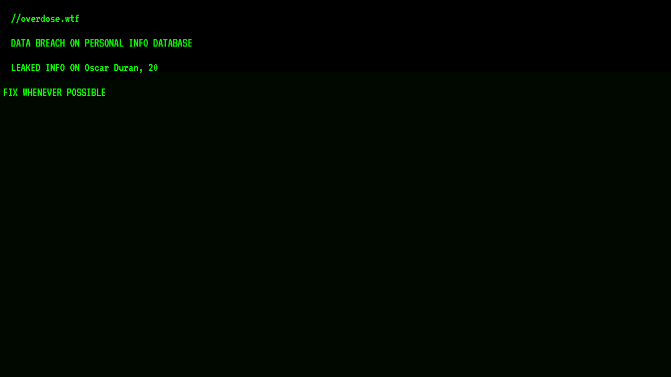 //overdose.wtf
DATA BREACH ON PERSONAL INFO DATABASE
LEAKED INFO ON Oscar Duran, 20
FIX WHENEVER POSSIBLE